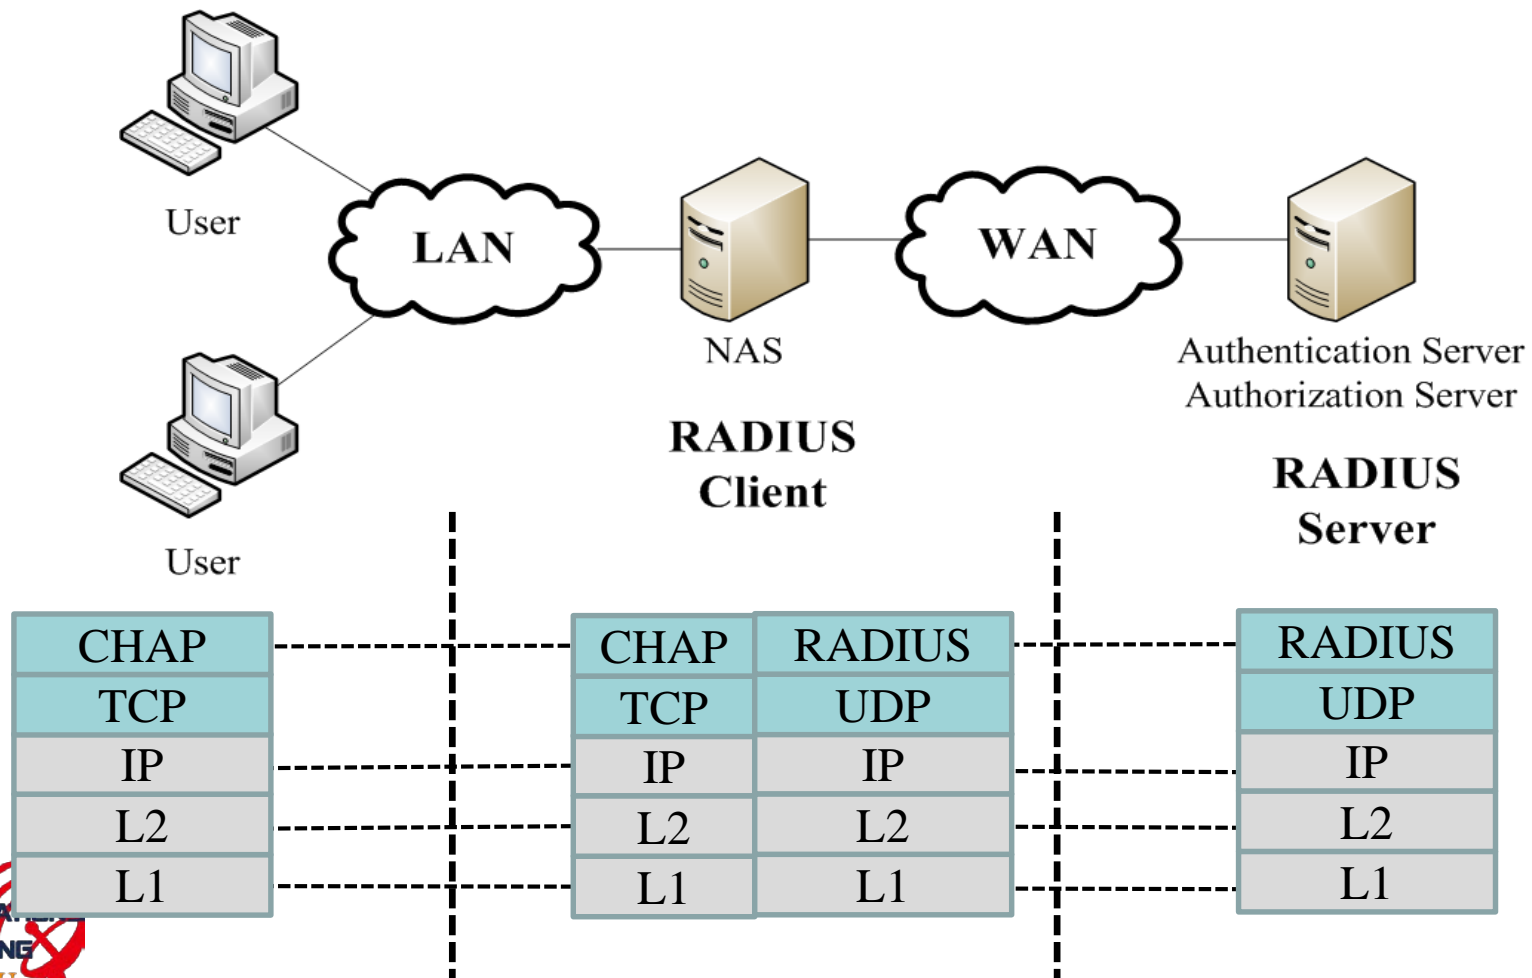 User
LAN
WAN
NAS
Authentication Server
Authorization Server
RADIUS
Client
RADIUS
Server
User
CHAP
TCP
IP
L2
L1
CHAP
RADIUS
TCP
UDP
IP
IP
L2
L2
L1
L1
RADIUS
UDP
IP
L2
L1
NG